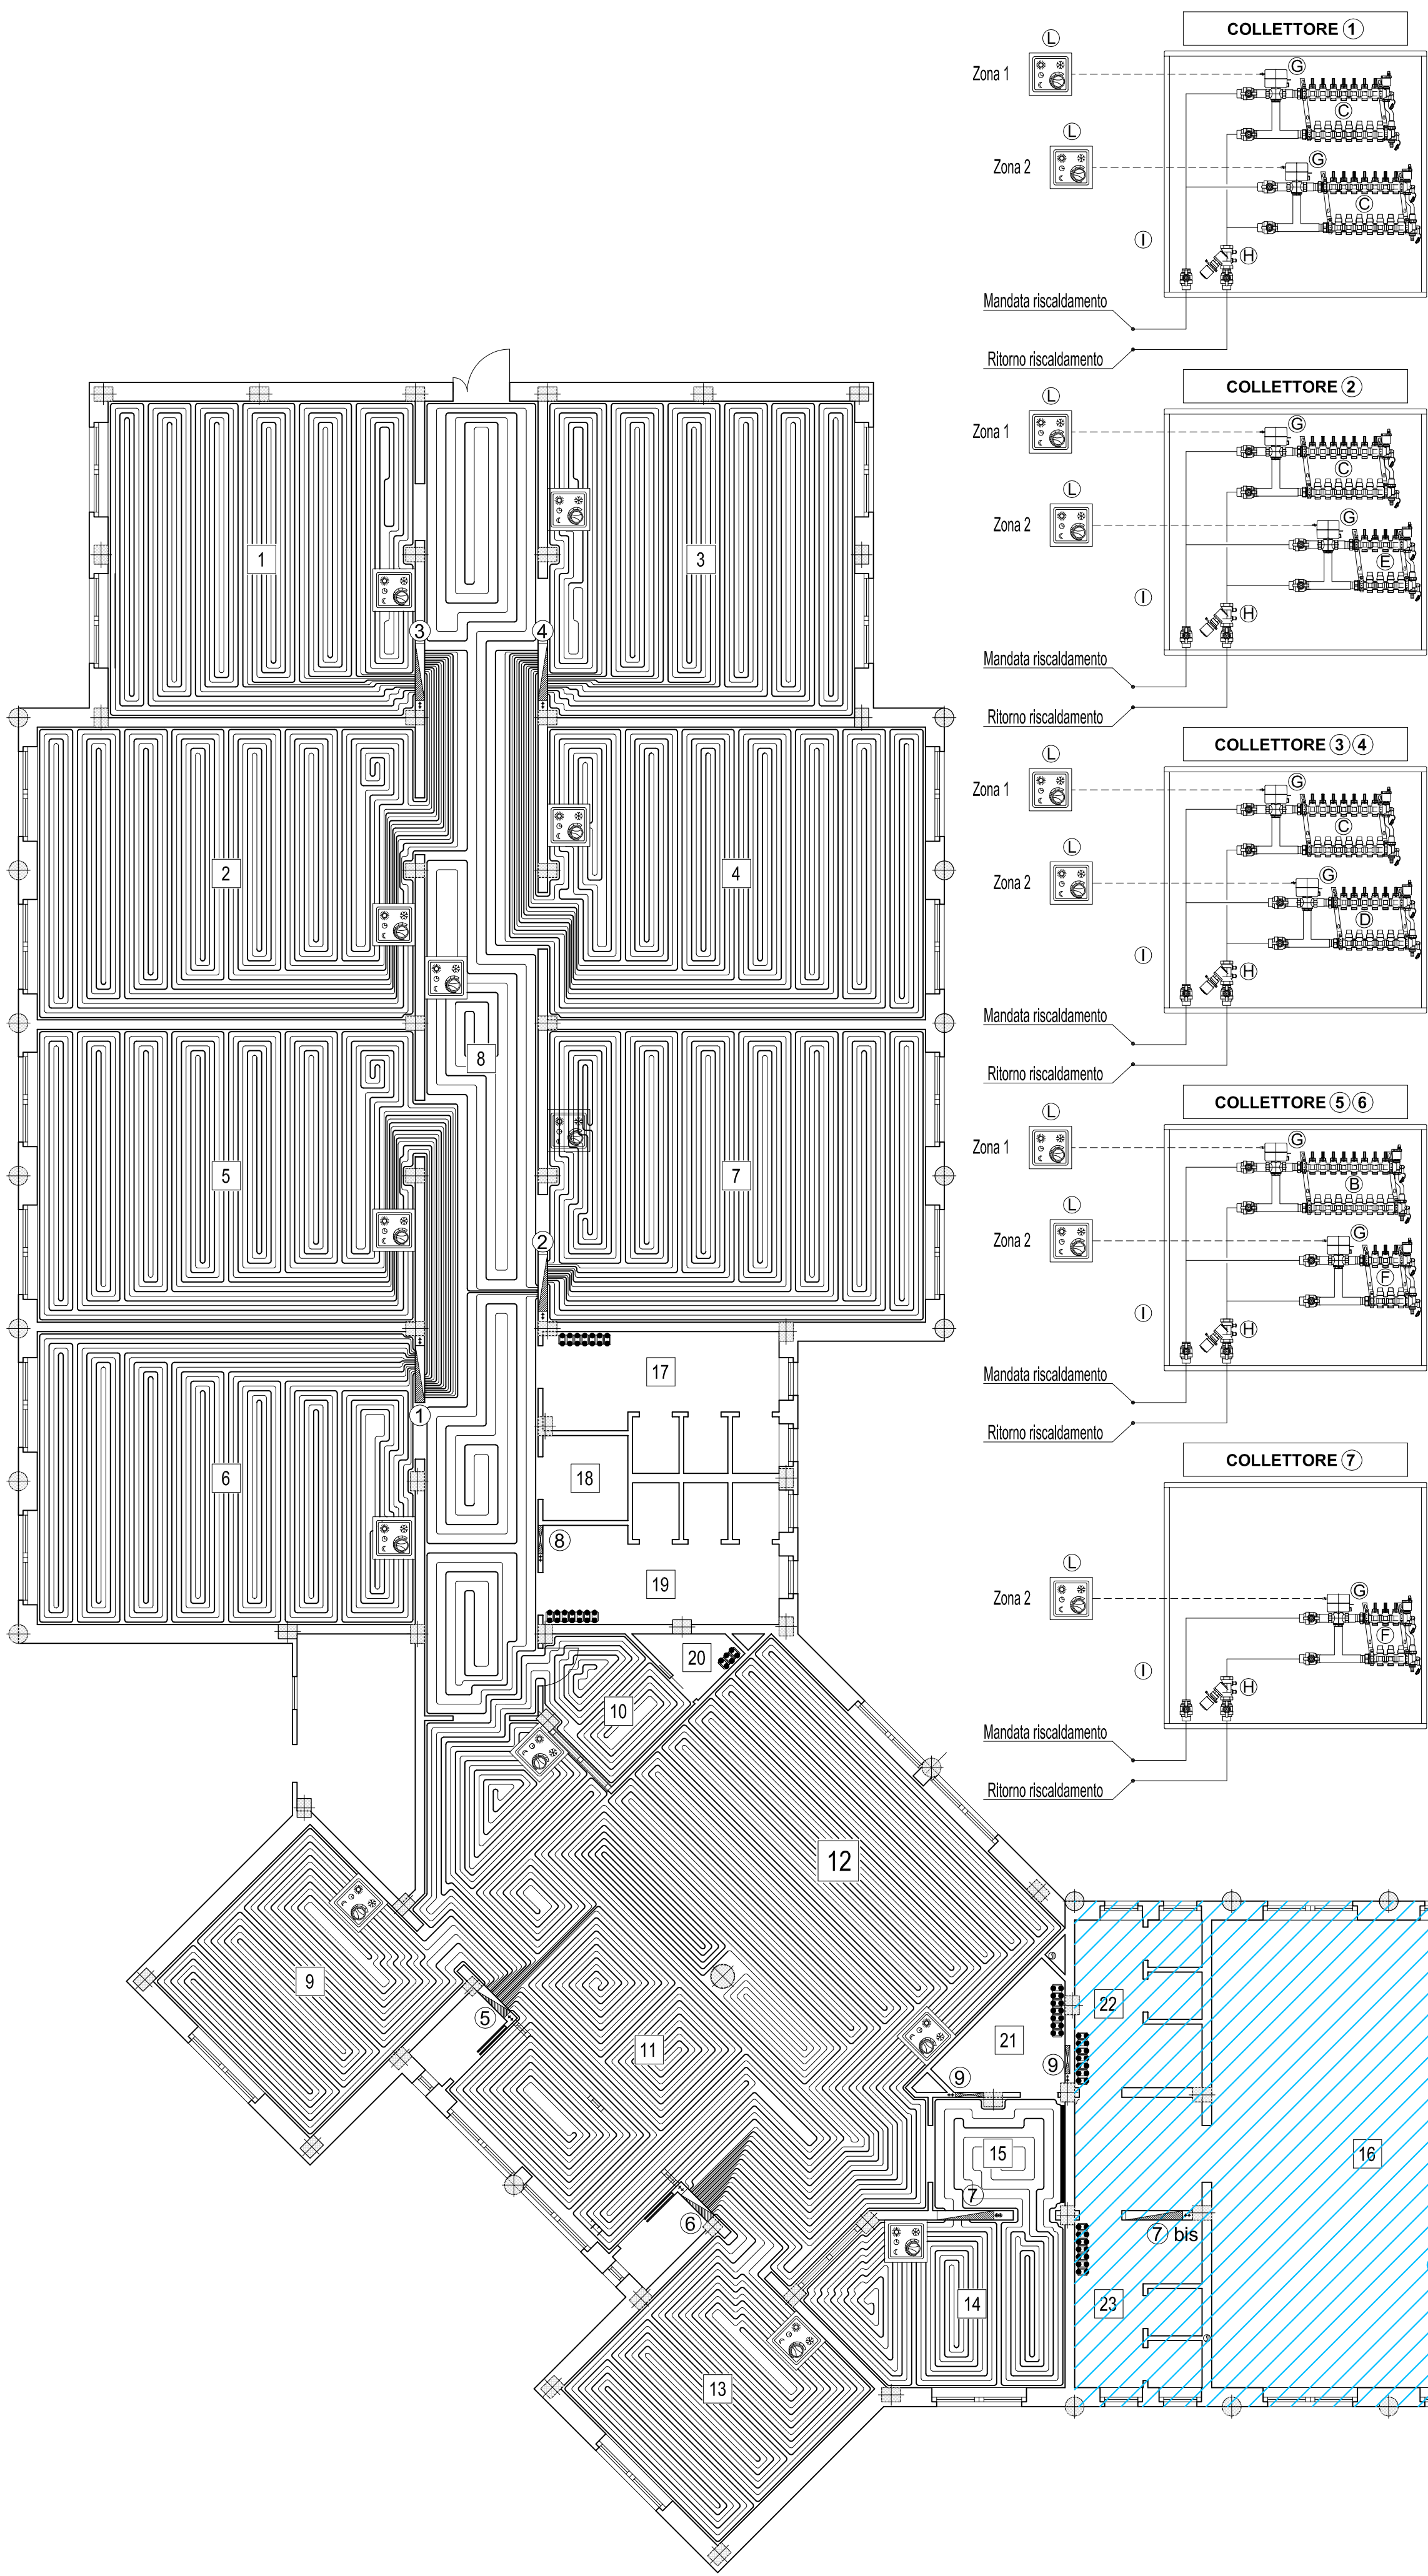 COLLETTORE 1
L
Zona 1
G
C
L
Zona 2
G
C
I
H
Mandata riscaldamento
Ritorno riscaldamento
COLLETTORE 2
L
Zona 1
G
C
L
Zona 2
G
E
I
H
Mandata riscaldamento
Ritorno riscaldamento
COLLETTORE 3 4
L
Zona 1
G
C
L
Zona 2
G
D
I
H
Mandata riscaldamento
Ritorno riscaldamento
COLLETTORE 5 6
L
Zona 1
G
B
L
Zona 2
G
F
I
H
Mandata riscaldamento
Ritorno riscaldamento
COLLETTORE 7
L
Zona 2
G
F
I
H
Mandata riscaldamento
Ritorno riscaldamento
1
3
3
4
2
4
8
5
7
2
17
1
6
18
8
19
20
10
12
9
5
11
22
21
9
9
15
16
7
6
7 bis
14
23
13